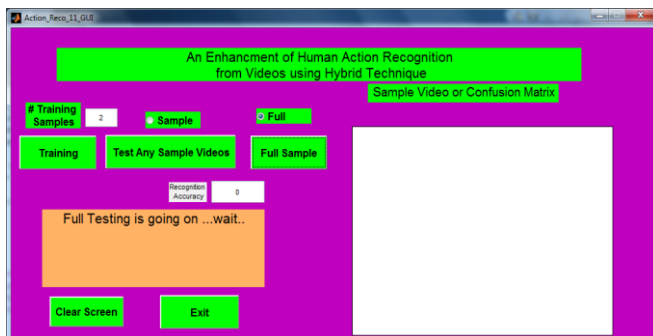 Action_Reco_11_GUI
An Enhancment of Human Action Recognition
from Videos using Hybrid Technique
Sample Video or Confusion Matrix
# Training
Samples
2
Sample
Full
Training
Test Any Sample Videos
Full Sample
Recognition
Accuracy
0
Full Testing is going on ...wait..
Clear Screen
Exit